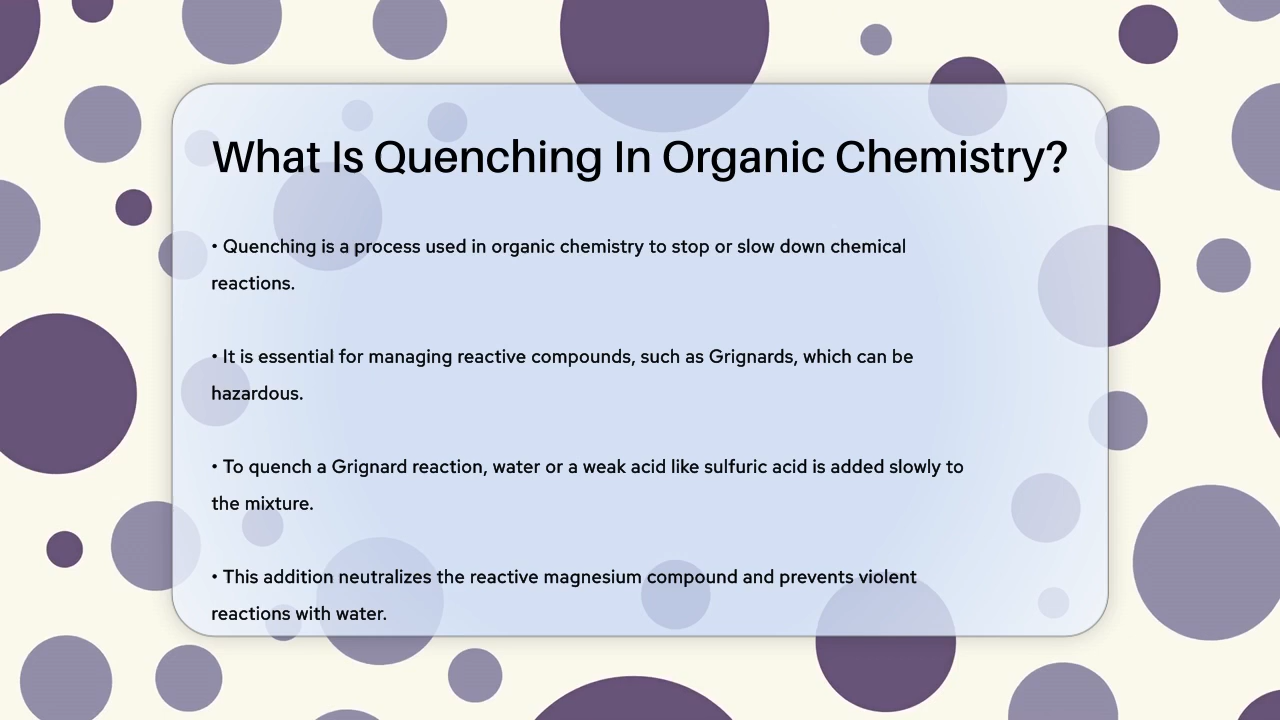 What Is Quenching In Organic Chemistry?
• Quenching is a process used in organic chemistry to stop or slow down chemical
reactions.
• It is essential for managing reactive compounds, such as Grignards, which can be
hazardous.
• To quench a Grignard reaction, water or a weak acid like sulfuric acid is added slowly to
the mixture.
• This addition neutralizes the reactive magnesium compound and prevents violent
reactions with water.